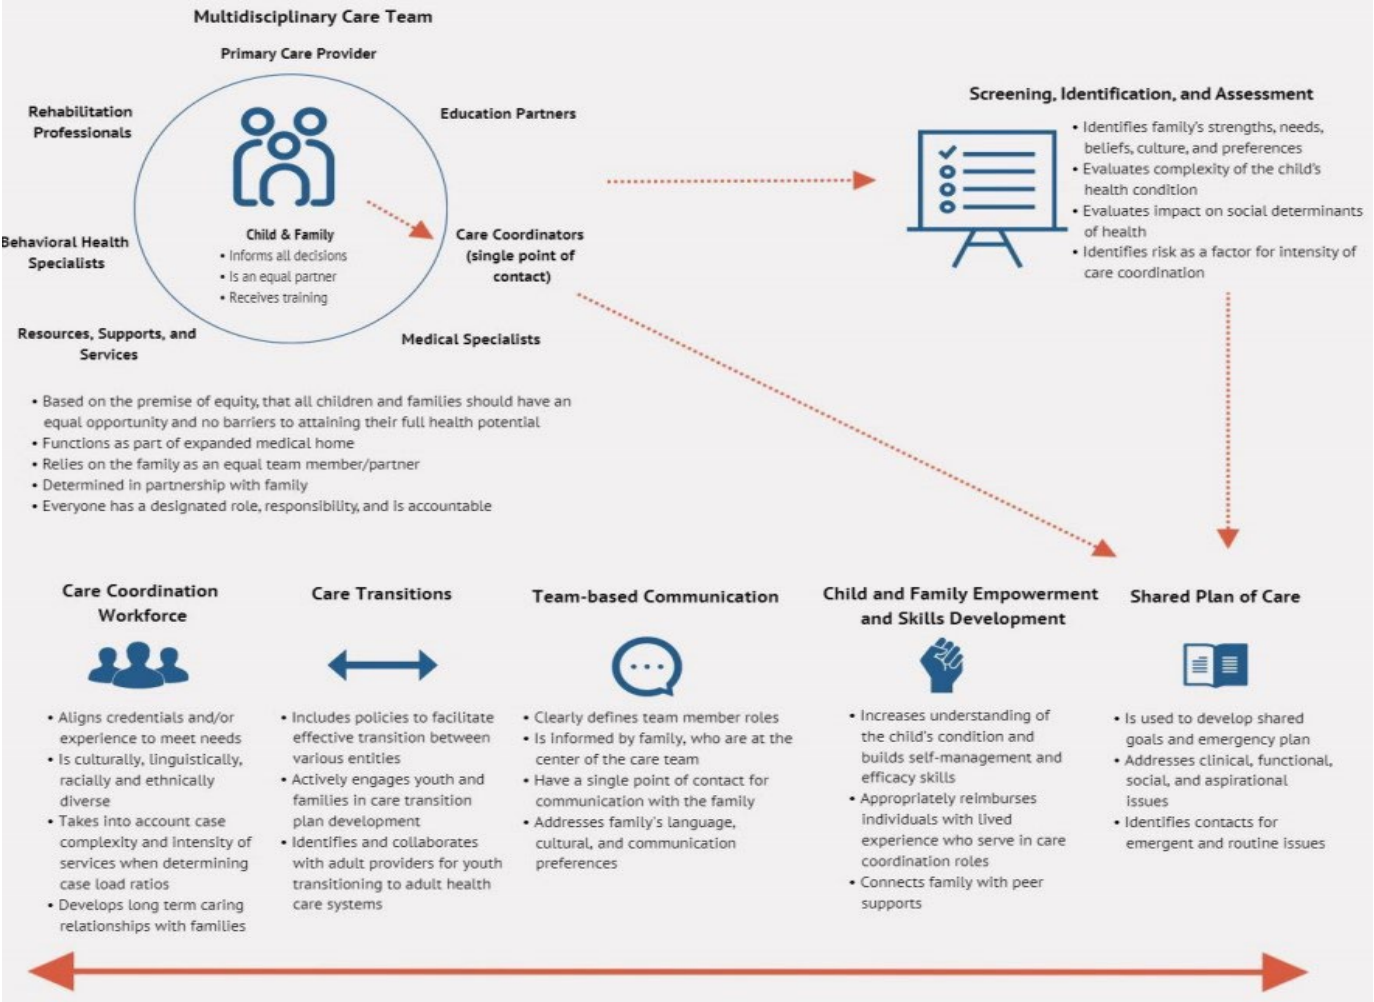 Multidisciplinary Care Team
Primary Care Provider
Rehabilitation
Professionals
Education Partners
Behavioral Health
Specialists
Child & Family
• Informs all decisions
• Is an equal partner
• Receives training
Care Coordinators
(single point of
contact)
Resources, Supports, and
Services
Medical Specialists
• Based on the premise of equity, that all children and families should have an
equal opportunity and no barriers to attaining their full health potential
• Functions as part of expanded medical home
• Relies on the family as an equal team member/partner
• Determined in partnership with family
• Everyone has a designated role, responsibility, and is accountable
Screening, Identification, and Assessment
• Identifies family's strengths, needs,
beliefs, culture, and preferences
• Evaluates complexity of the child's
health condition
• Evaluates impact on social determinants
of health
• Identifies risk as a factor for intensity of
care coordination
Care Coordination
Workforce
• Aligns credentials and/or
experience to meet needs
• Is culturally, linguistically,
racially and ethnically
diverse
• Takes into account case
complexity and intensity of
services when determining
case load ratios
• Develops long term caring
relationships with families
Care Transitions
• Includes policies to facilitate
effective transition between
various entities
• Actively engages youth and
families in care transition
plan development
• Identifies and collaborates
with adult providers for youth
transitioning to adult health
care systems
Team-based Communication
• Clearly defines team member roles
• Is informed by family, who are at the
center of the care team
• Have a single point of contact for
communication with the family
• Addresses family's language,
cultural, and communication
preferences
Child and Family Empowerment
and Skills Development
• Increases understanding of
the child's condition and
builds self-management and
efficacy skills
• Appropriately reimburses
individuals with lived
experience who serve in care
coordination roles
• Connects family with peer
supports
Shared Plan of Care
• Is used to develop shared
goals and emergency plan
• Addresses clinical, functional,
social, and aspirational
issues
• Identifies contacts for
emergent and routine issues